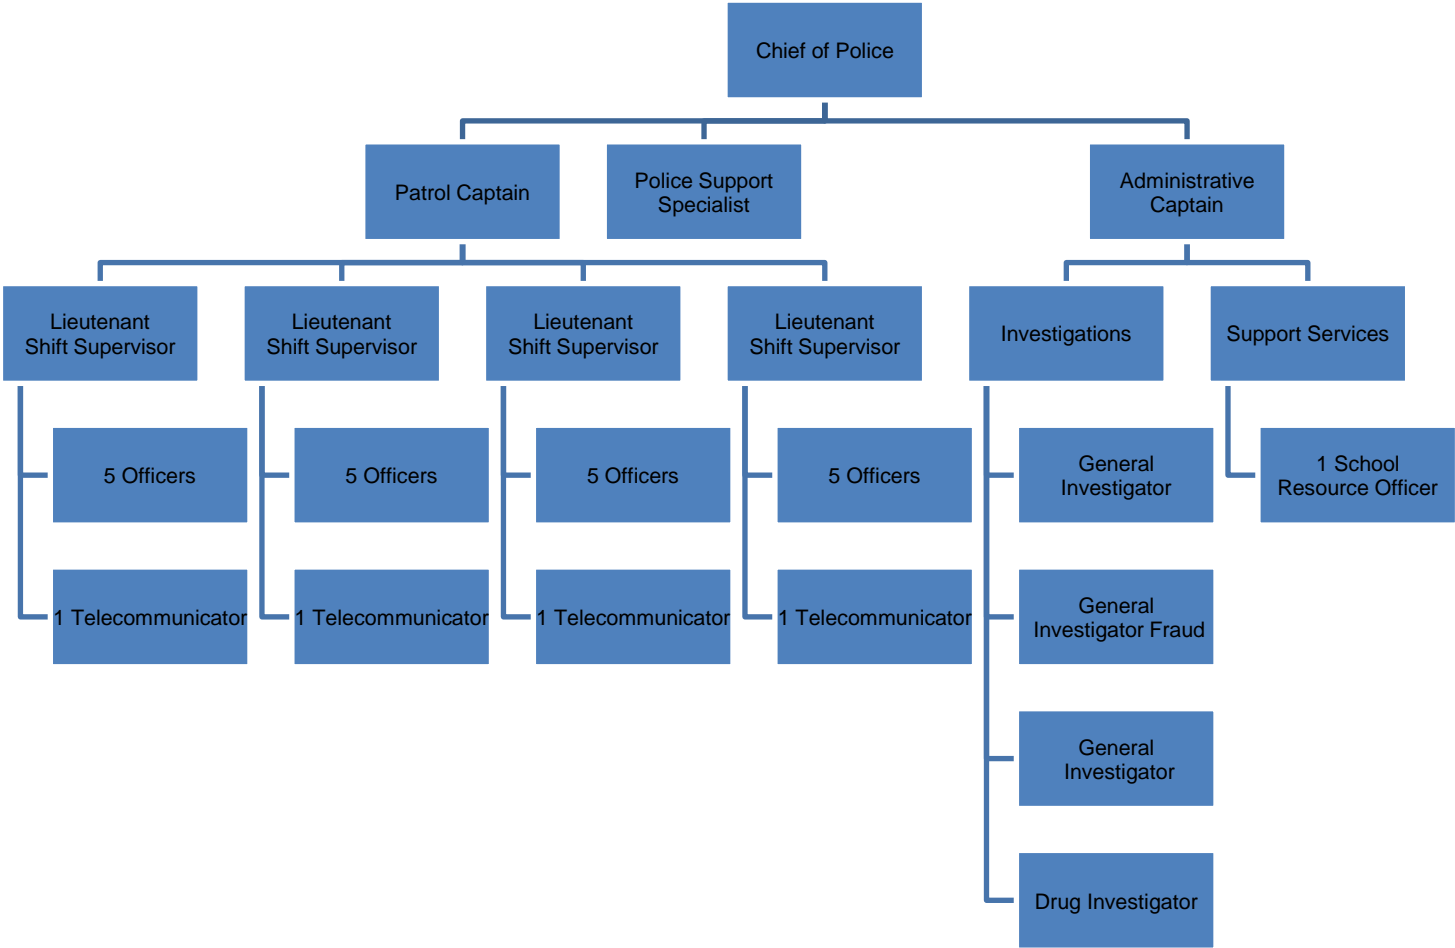 Chief of Police
Patrol Captain
Police Support
Specialist
Administrative
Captain
Lieutenant
Shift Supervisor
Lieutenant
Shift Supervisor
Lieutenant
Shift Supervisor
Lieutenant
Shift Supervisor
Investigations
Support Services
5 Officers
5 Officers
5 Officers
5 Officers
General
Investigator
1 School
Resource Officer
1 Telecommunicator
1 Telecommunicator
1 Telecommunicator
1 Telecommunicator
General
Investigator Fraud
General
Investigator
Drug Investigator